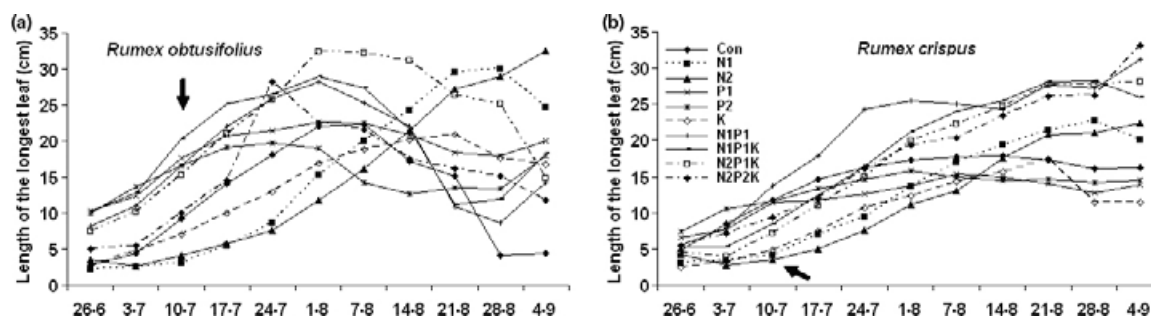 (a)
Length of the longest leaf (cm)
35
30
25
20
15
10
5
0
Rumex obtusifolius
26-6 3-7 10-7 17-7 24-7 1-8 7-8 14-8 21-8 28-8 4-9
(b)
Length of the longest leaf (cm)
35
30
25
20
15
10
5
0
Rumex crispus
Con
N1
N2
P1
P2
K
N1P1
N1P1K
N2P1K
N2P2K
26-6 3-7 10-7 17-7 24-7 1-8 7-8 14-8 21-8 28-8 4-9